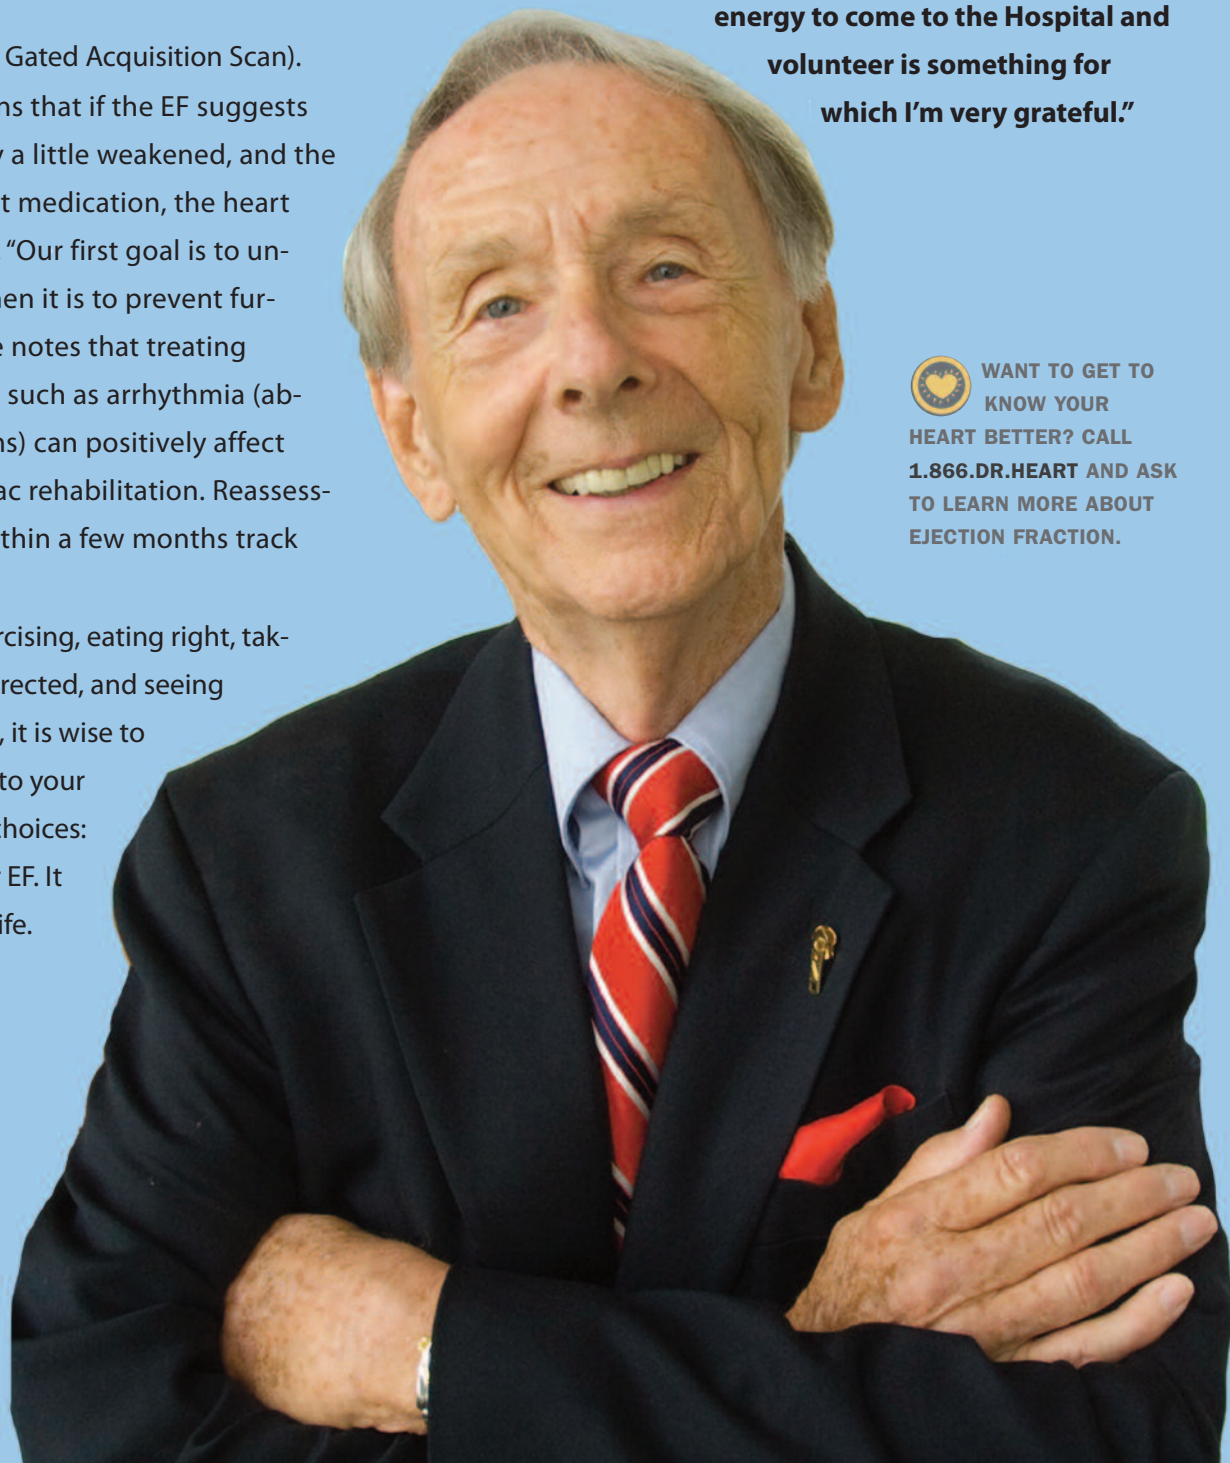 Gated Acquisition Scan).
ns that if the EF suggests
a little weakened, and the
t medication, the heart
“Our first goal is to un-
hen it is to prevent fur-
e notes that treating
such as arrhythmia (ab-
ns) can positively affect
ac rehabilitation. Reassess-
thin a few months track
rcising, eating right, tak-
rected, and seeing
, it is wise to
to your
choices:
EF. It
ife.
energy to come to the Hospital and
volunteer is something for
which I’m very grateful.”
WANT TO GET TO
KNOW YOUR
HEART BETTER? CALL
1.866.DR.HEART AND ASK
TO LEARN MORE ABOUT
EJECTION FRACTION.